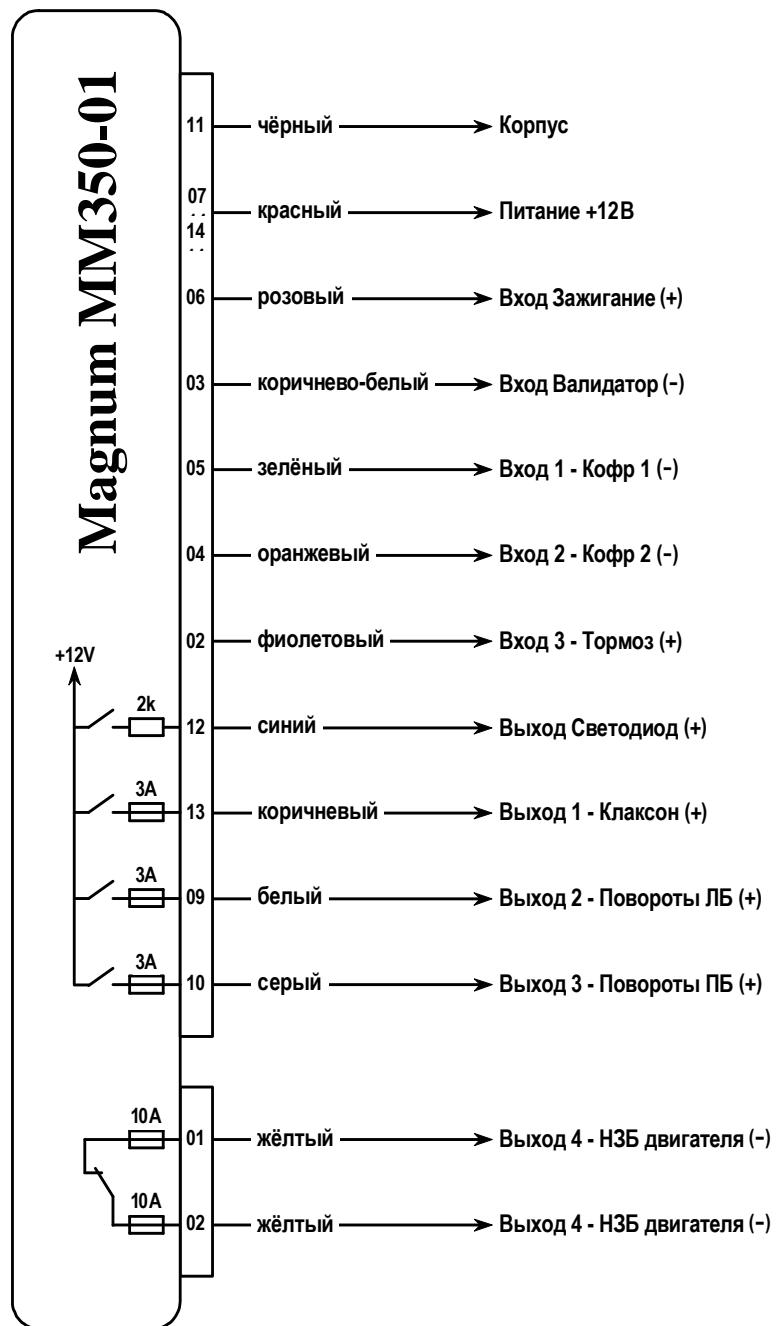 Magnum MM350-01
11 чёрный Корпус
07
14
красный Питание +12В
06 розовый Вход Зажигание (+)
03 коричнево-белый Вход Валидатор (-)
05 зелёный Вход 1 - Кофр 1 (-)
04 оранжевый Вход 2 - Кофр 2 (-)
02 фиолетовый Вход 3 - Тормоз (+)
+12V
2k 12 синий Выход Светодиод (+)
3A 13 коричневый Выход 1 - Клаксон (+)
3A 09 белый Выход 2 - Повороты ЛБ (+)
3A 10 серый Выход 3 - Повороты ПБ (+)
10A 01 жёлтый Выход 4 - НЗБ двигателя (-)
10A 02 жёлтый Выход 4 - НЗБ двигателя (-)